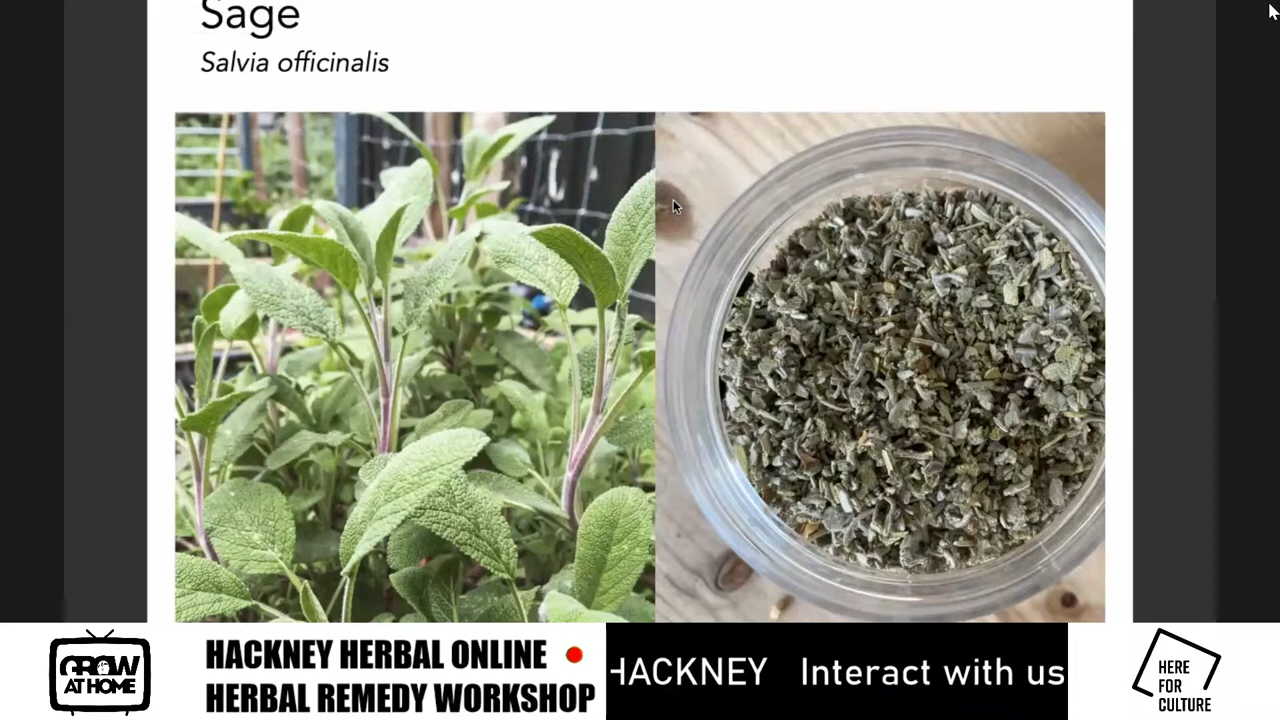 Sage
Salvia officinalis
GROW
AT HOME
HACKNEY HERBAL ONLINE
HERBAL REMEDY WORKSHOP
HACKNEY Interact with us
HERE
FOR
CULTURE